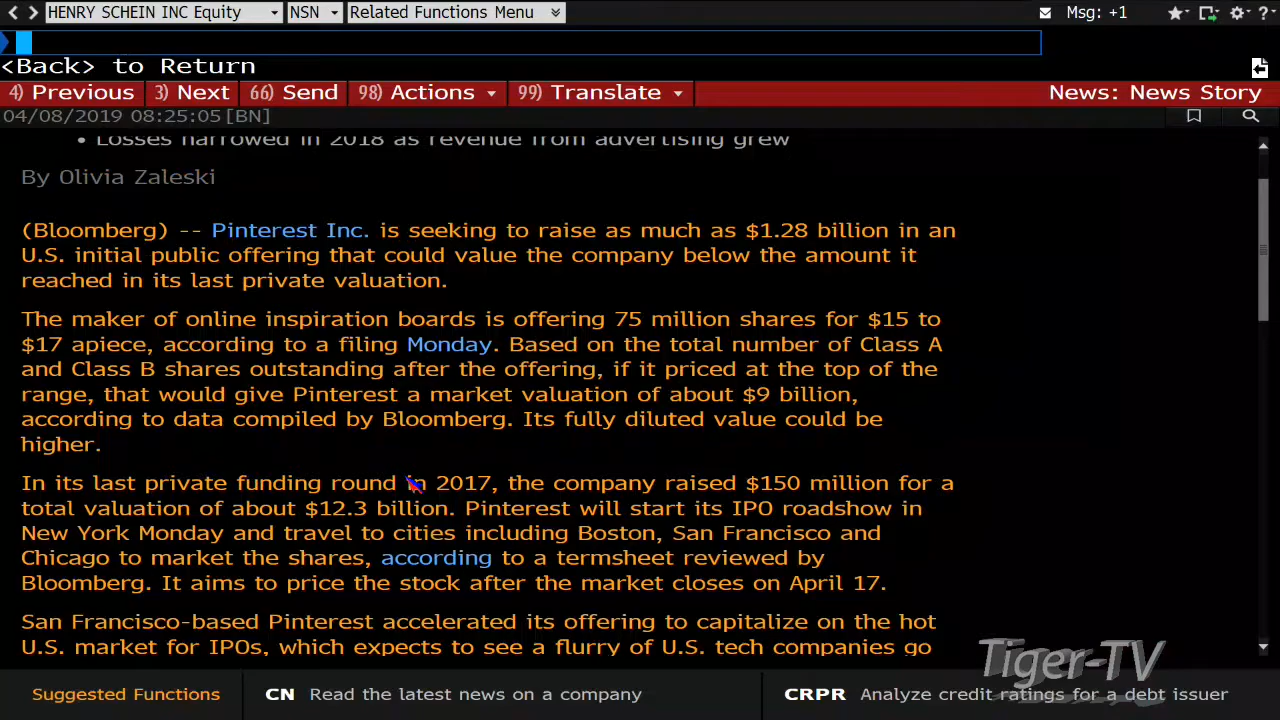 HENRY SCHEIN INC Equity NSN Related Functions Menu Msg: +1
<Back> to Return
4) Previous 3) Next 66) Send 98) Actions 99) Translate News: News Story
04/08/2019 08:25:05 [BN]
• Losses narrowed in 2018 as revenue from advertising grew
By Olivia Zaleski
(Bloomberg) -- Pinterest Inc. is seeking to raise as much as $1.28 billion in an
U.S. initial public offering that could value the company below the amount it
reached in its last private valuation.
The maker of online inspiration boards is offering 75 million shares for $15 to
$17 apiece, according to a filing Monday. Based on the total number of Class A
and Class B shares outstanding after the offering, if it priced at the top of the
range, that would give Pinterest a market valuation of about $9 billion,
according to data compiled by Bloomberg. Its fully diluted value could be
higher.
In its last private funding round in 2017, the company raised $150 million for a
total valuation of about $12.3 billion. Pinterest will start its IPO roadshow in
New York Monday and travel to cities including Boston, San Francisco and
Chicago to market the shares, according to a termsheet reviewed by
Bloomberg. It aims to price the stock after the market closes on April 17.
San Francisco-based Pinterest accelerated its offering to capitalize on the hot
U.S. market for IPOs, which expects to see a flurry of U.S. tech companies go
Tiger-TV
Suggested Functions CN Read the latest news on a company CRPR Analyze credit ratings for a debt issuer